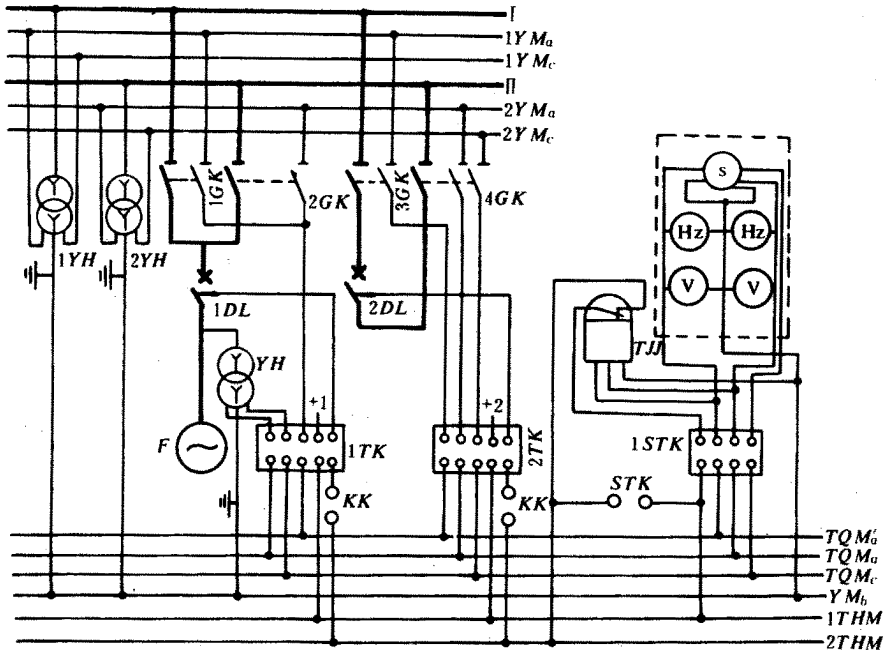 I
1YMa
1YMc
II
2YMa
2YMc
1GK
2GK
3GK
4GK
S
Hz
Hz
V
V
1YH
2YH
1DL
2DL
TJJ
YH
F
+1
+2
1TK
2TK
1STK
KK
KK
STK
TQM'a
TQMa
TQMc
YMb
1THM
2THM